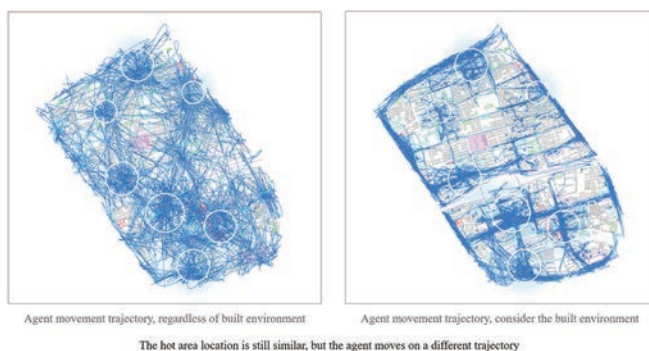 Agent movement trajectory, regardless of built environment
Agent movement trajectory, consider the built environment
The hot area location is still similar, but the agent moves on a different trajectory